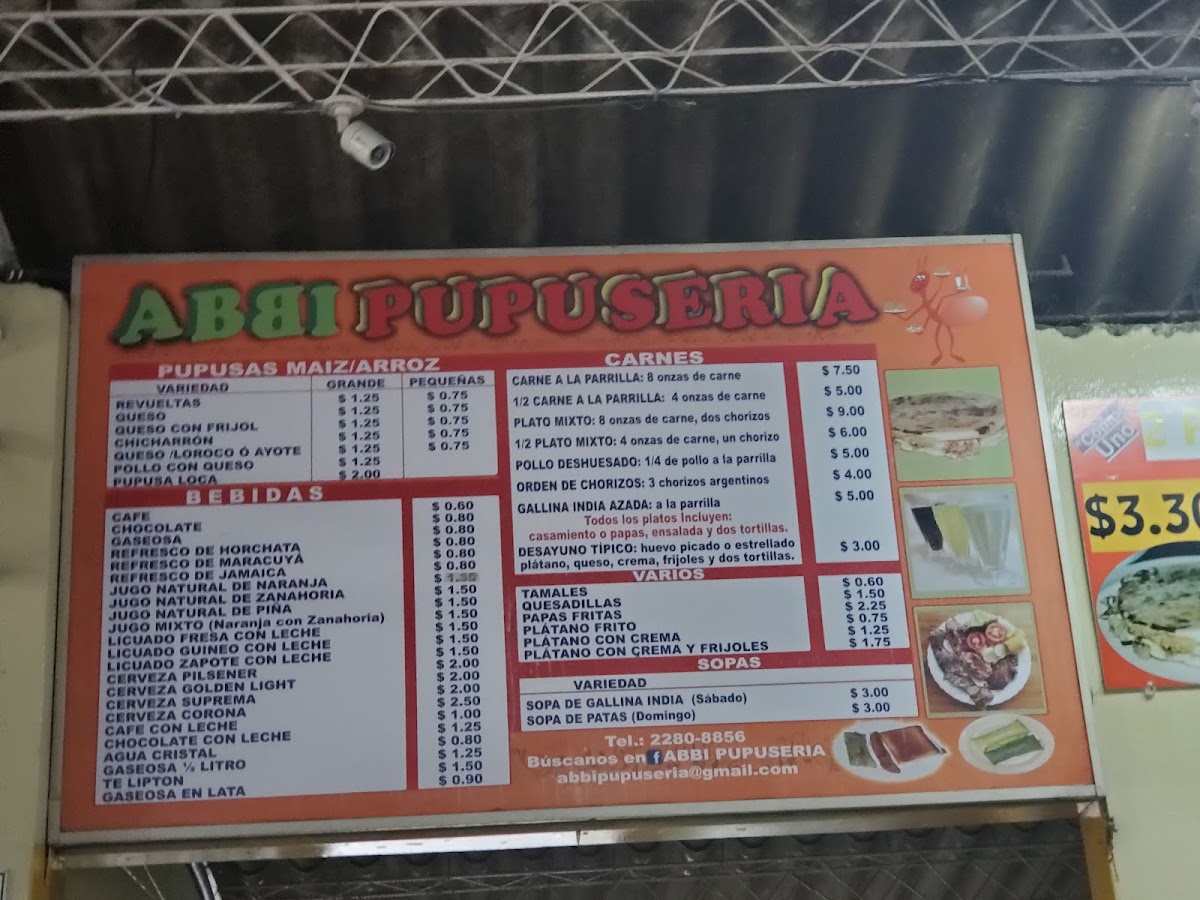 ABBI PUPUSERIA
PUPUSAS MAIZ/ARROZ
VARIEDAD GRANDE PEQUEÑAS
REVUELTAS $ 1.25 $ 0.75
QUESO $ 1.25 $ 0.75
QUESO CON FRIJOL $ 1.25 $ 0.75
CHICHARRÓN $ 1.25 $ 0.75
QUESO /LOROCO Ó AYOTE $ 1.25 $ 0.75
POLLO CON QUESO $ 1.25
PUPUSA LOCA $ 2.00
BEBIDAS
CAFE $ 0.60
CHOCOLATE $ 0.80
GASEOSA $ 0.80
REFRESCO DE HORCHATA $ 0.80
REFRESCO DE MARACUYÁ $ 0.80
REFRESCO DE JAMAICA $ 0.80
JUGO NATURAL DE NARANJA $
JUGO NATURAL DE ZANAHORIA $ 1.50
JUGO NATURAL DE PIÑA $ 1.50
JUGO MIXTO (Naranja con Zanahoria) $ 1.50
LICUADO FRESA CON LECHE $ 1.50
LICUADO GUINEO CON LECHE $ 1.50
LICUADO ZAPOTE CON LECHE $ 1.50
CERVEZA PILSENER $ 2.00
CERVEZA GOLDEN LIGHT $ 2.00
CERVEZA SUPREMA $ 2.00
CERVEZA CORONA $ 2.50
CAFE CON LECHE $ 1.00
CHOCOLATE CON LECHE $ 1.25
AGUA CRISTAL $ 0.80
GASEOSA ½ LITRO $ 1.25
TE LIPTON $ 1.50
GASEOSA EN LATA $ 0.90
CARNES
CARNE A LA PARRILLA: 8 onzas de carne $ 7.50
1/2 CARNE A LA PARRILLA: 4 onzas de carne $ 5.00
PLATO MIXTO: 8 onzas de carne, dos chorizos $ 9.00
1/2 PLATO MIXTO: 4 onzas de carne, un chorizo $ 6.00
POLLO DESHUESADO: 1/4 de pollo a la parrilla $ 5.00
ORDEN DE CHORIZOS: 3 chorizos argentinos $ 4.00
GALLINA INDIA AZADA: a la parrilla $ 5.00
Todos los platos Incluyen:
casamiento o papas, ensalada y dos tortillas.
DESAYUNO TÍPICO: huevo picado o estrellado $ 3.00
plátano, queso, crema, frijoles y dos tortillas.
VARIOS
TAMALES $ 0.60
QUESADILLAS $ 1.50
PAPAS FRITAS $ 2.25
PLÁTANO FRITO $ 0.75
PLÁTANO CON CREMA $ 1.25
PLÁTANO CON CREMA Y FRIJOLES $ 1.75
SOPAS
VARIEDAD
SOPA DE GALLINA INDIA (Sábado) $ 3.00
SOPA DE PATAS (Domingo) $ 3.00
Tel.: 2280-8856
Búscanos en f ABBI PUPUSERIA
abbipupuseria@gmail.com
Combo
Uno
$3.30